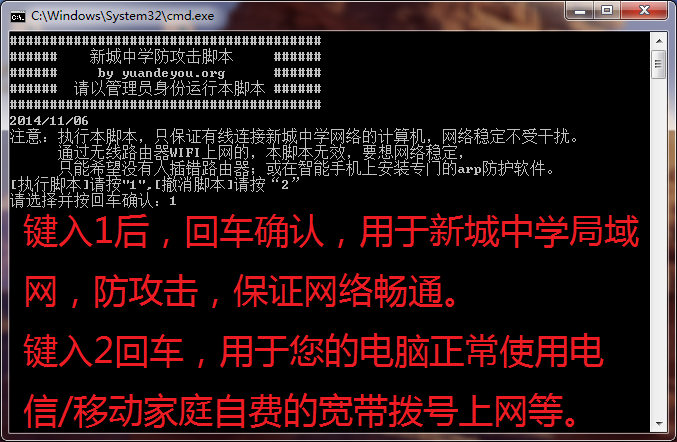 C:\Windows\System32\cmd.exe
#######################################
######    新城中学防攻击脚本     ######
######     by yuandeyou.org      ######
######  请以管理员身份运行本脚本 ######
#######################################
2014/11/06
注意：执行本脚本，只保证有线连接新城中学网络的计算机，网络稳定不受干扰。
通过无线路由器WIFI上网的，本脚本无效，要想网络稳定，
只能希望没有人插错路由器；或在智能手机上安装专门的arp防护软件。
[执行脚本]请按"1",[撤消脚本]请按“2”
请选择并按回车确认：1
键入1后，回车确认，用于新城中学局域
网，防攻击，保证网络畅通。
键入2回车，用于您的电脑正常使用电
信/移动家庭自费的宽带拨号上网等。